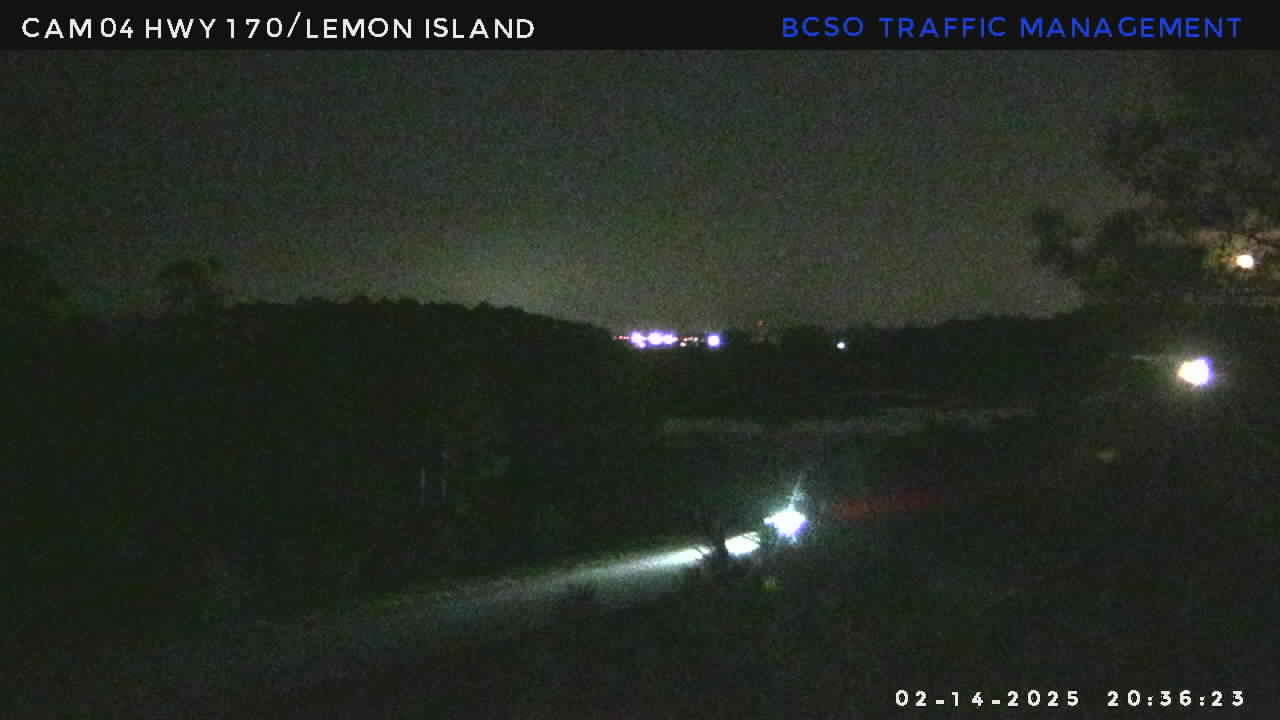 CAM04 HWY 170/LEMON ISLAND
BCSO TRAFFIC MANAGEMENT
02-14-2025 20:36:23